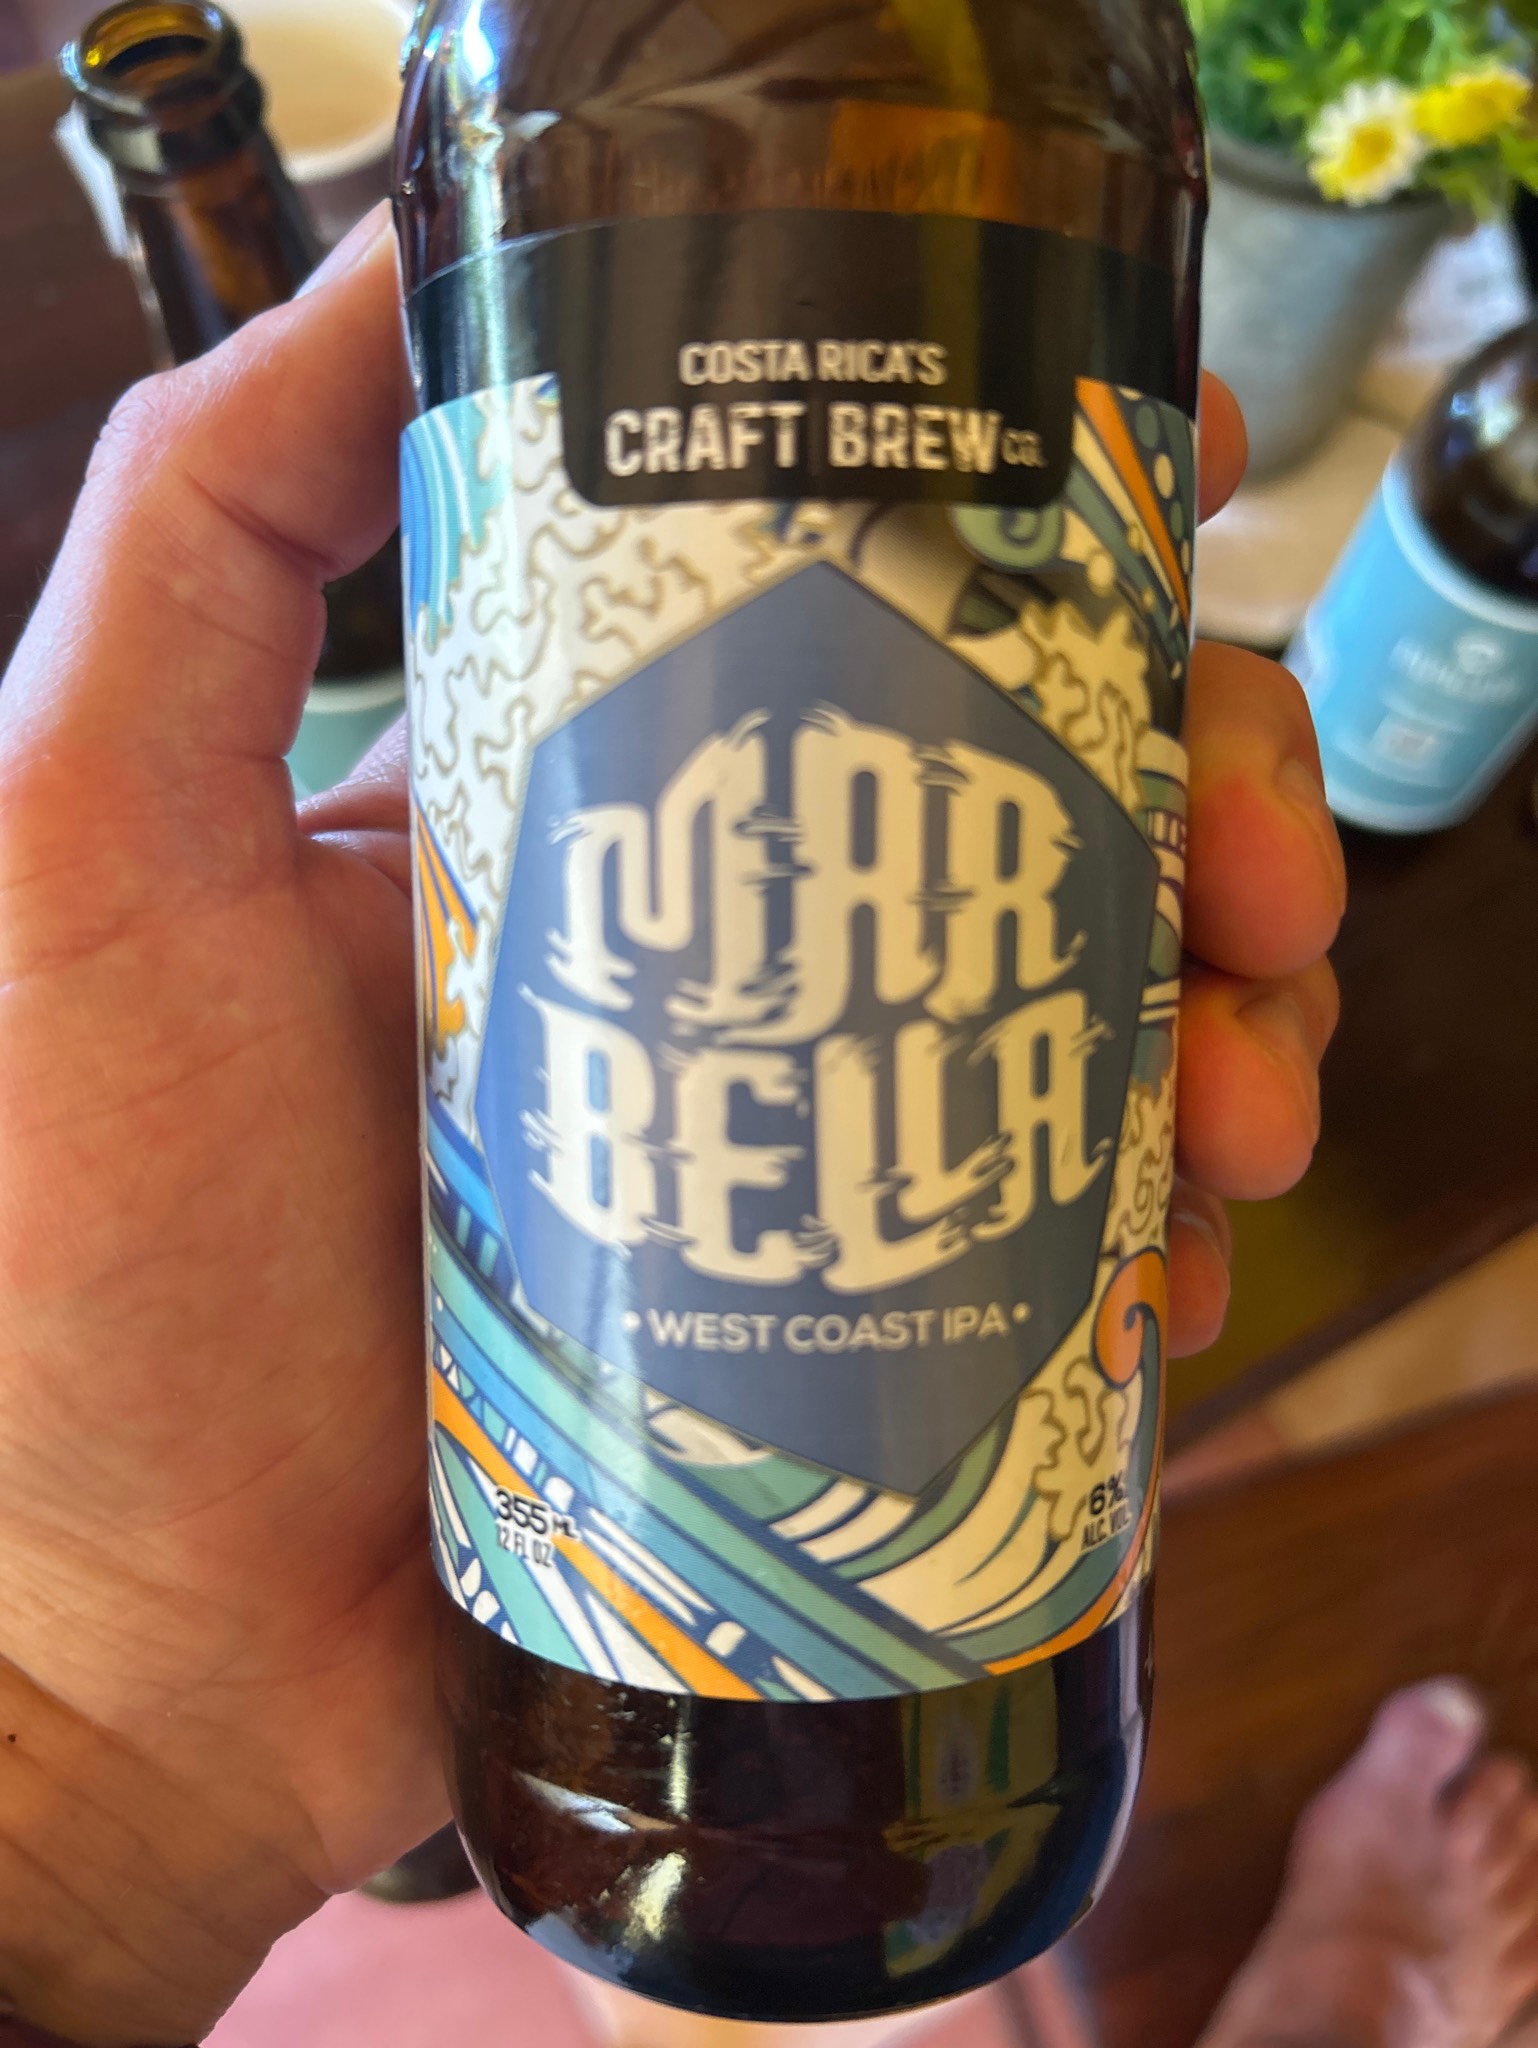 COSTA RICA'S
CRAFT BREW CO.
MAR
BELLA
• WEST COAST IPA •
355 ML
12 FL OZ
6%
ALC. VOL.